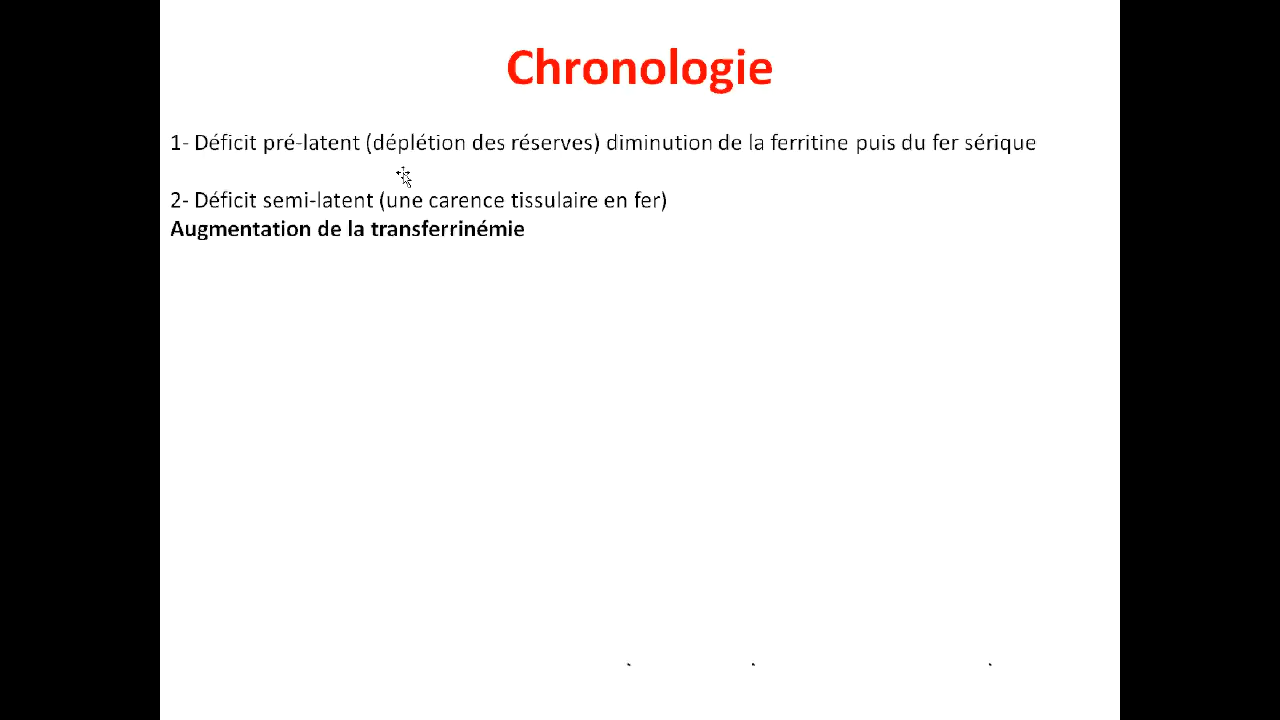 Chronologie
1- Déficit pré-latent (déplétion des réserves) diminution de la ferritine puis du fer sérique
2- Déficit semi-latent (une carence tissulaire en fer)
Augmentation de la transferrinémie